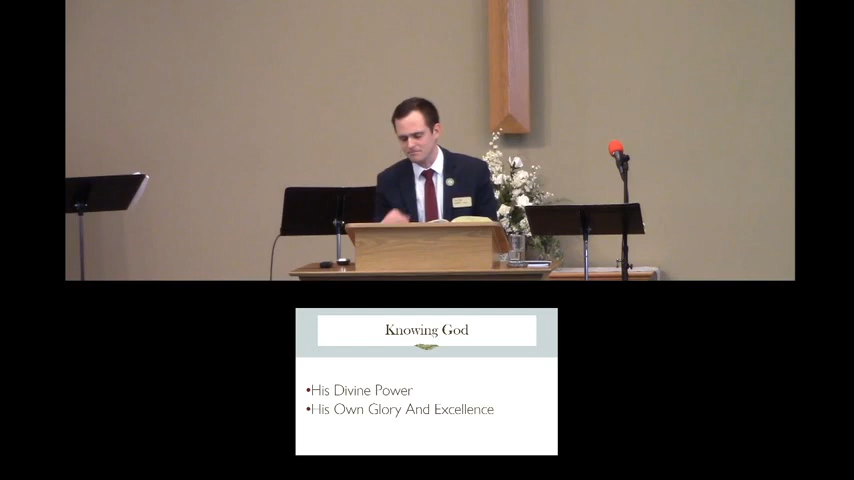 Knowing God
•His Divine Power
•His Own Glory And Excellence